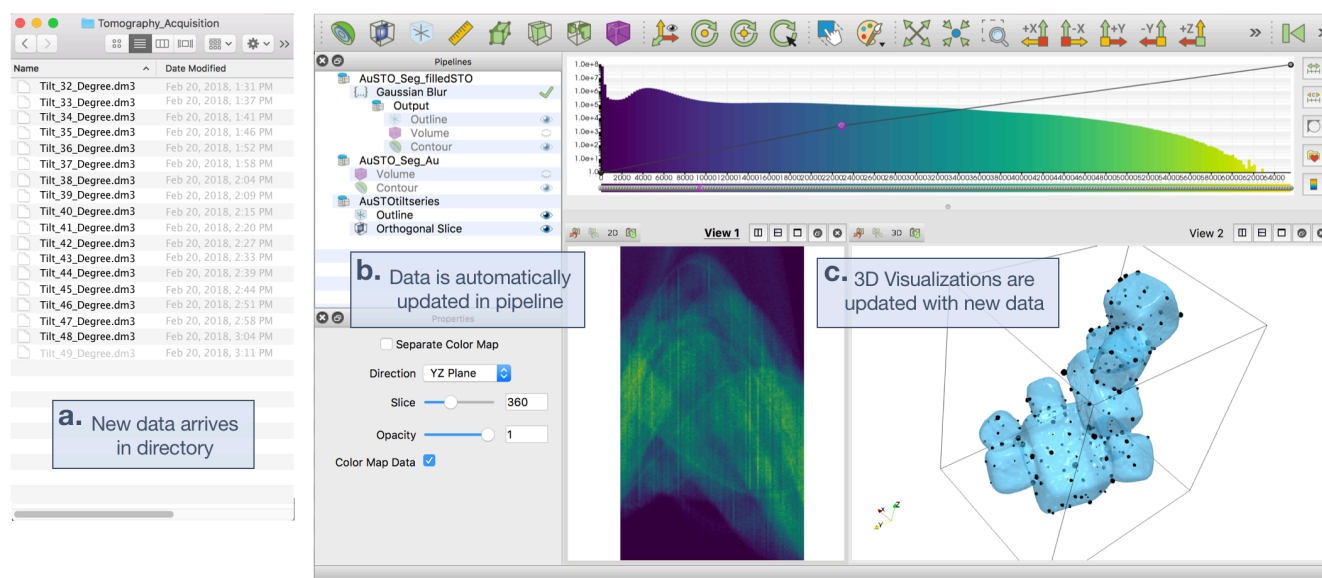 Tomography_Acquisition
Name Date Modified
Tilt_32_Degree.dm3 Feb 20, 2018, 1:31 PM
Tilt_33_Degree.dm3 Feb 20, 2018, 1:37 PM
Tilt_34_Degree.dm3 Feb 20, 2018, 1:41 PM
Tilt_35_Degree.dm3 Feb 20, 2018, 1:46 PM
Tilt_36_Degree.dm3 Feb 20, 2018, 1:52 PM
Tilt_37_Degree.dm3 Feb 20, 2018, 1:58 PM
Tilt_38_Degree.dm3 Feb 20, 2018, 2:04 PM
Tilt_39_Degree.dm3 Feb 20, 2018, 2:09 PM
Tilt_40_Degree.dm3 Feb 20, 2018, 2:15 PM
Tilt_41_Degree.dm3 Feb 20, 2018, 2:20 PM
Tilt_42_Degree.dm3 Feb 20, 2018, 2:27 PM
Tilt_43_Degree.dm3 Feb 20, 2018, 2:33 PM
Tilt_44_Degree.dm3 Feb 20, 2018, 2:39 PM
Tilt_45_Degree.dm3 Feb 20, 2018, 2:44 PM
Tilt_46_Degree.dm3 Feb 20, 2018, 2:51 PM
Tilt_47_Degree.dm3 Feb 20, 2018, 2:58 PM
Tilt_48_Degree.dm3 Feb 20, 2018, 3:04 PM
Tilt_49_Degree.dm3 Feb 20, 2018, 3:11 PM
a. New data arrives
in directory
+X -X +Y -Y +Z
Pipelines
AuSTO_Seg_filledSTO
{...} Gaussian Blur
Output
Outline
Volume
Contour
AuSTO_Seg_Au
Volume
Contour
AuSTOtiltseries
Outline
Orthogonal Slice
b. Data is automatically
updated in pipeline
Properties
Separate Color Map
Direction YZ Plane
Slice 360
Opacity 1
Color Map Data
1.0e+8
1.0e+7
1.0e+6
1.0e+5
1.0e+4
1.0e+3
1.0e+2
1.0e+1
0 2000 4000 6000 8000
2D View 1
3D View 2
c. 3D Visualizations are
updated with new data
X Z
Y